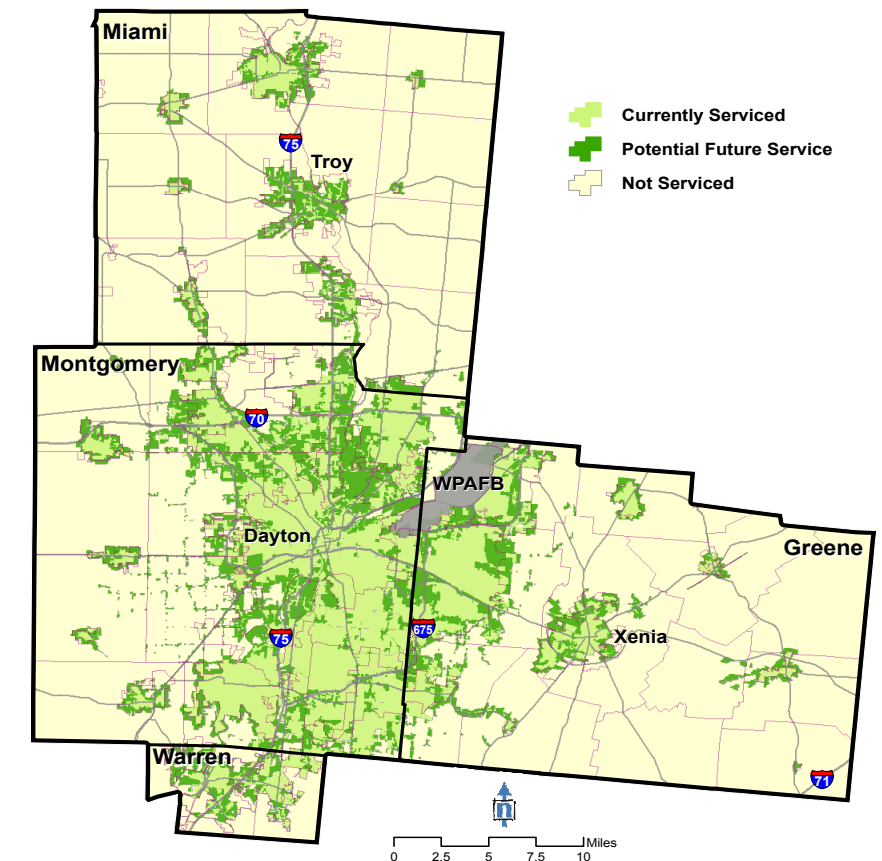 Miami
75
Troy
Currently Serviced
Potential Future Service
Not Serviced
Montgomery
70
WPAFB
Dayton
Greene
675
75
Xenia
Warren
71
n
Miles
0 2.5 5 7.5 10